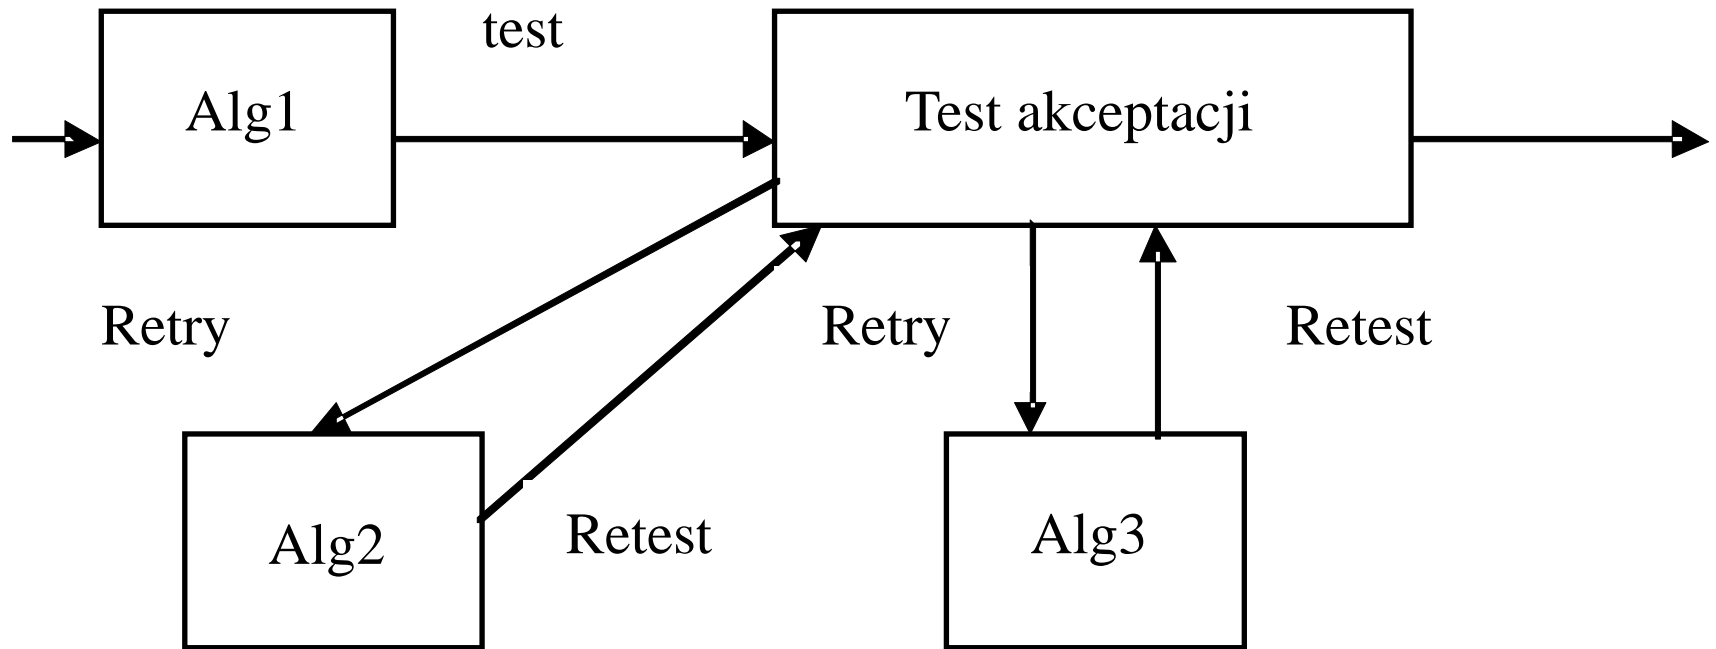 test
Alg1
Test akceptacji
Retry
Retry
Retest
Alg2
Retest
Alg3